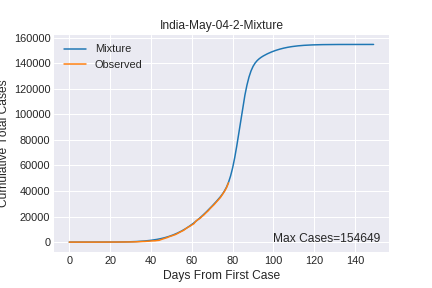 India-May-04-2-Mixture
Cumulative Total Cases
160000
140000
120000
100000
80000
60000
40000
20000
0
Mixture
Observed
Max Cases=154649
0 20 40 60 80 100 120 140
Days From First Case